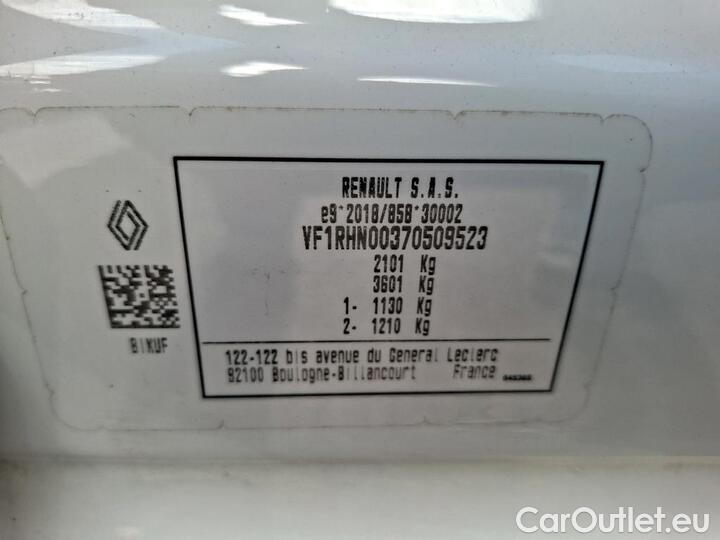 RENAULT S.A.S.
e9*2018/858*30002
VF1RHN00370509523
2101 Kg
3601 Kg
1- 1130 Kg
2- 1210 Kg
BIKUF
122-122 bis avenue du General Leclerc
92100 Boulogne-Billancourt France
CarOutlet.eu